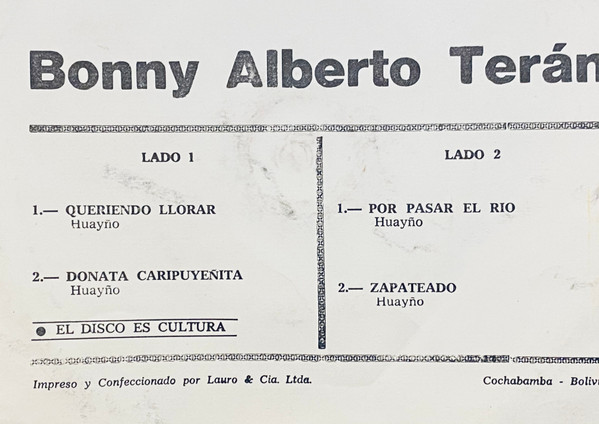 Bonny Alberto Terán
LADO 1
1.— QUERIENDO LLORAR
Huayño
2.— DONATA CARIPUYEÑITA
Huayño
● EL DISCO ES CULTURA
LADO 2
1.— POR PASAR EL RIO
Huayño
2.— ZAPATEADO
Huayño
Impreso y Confeccionado por Lauro & Cia. Ltda.
Cochabamba - Boliv